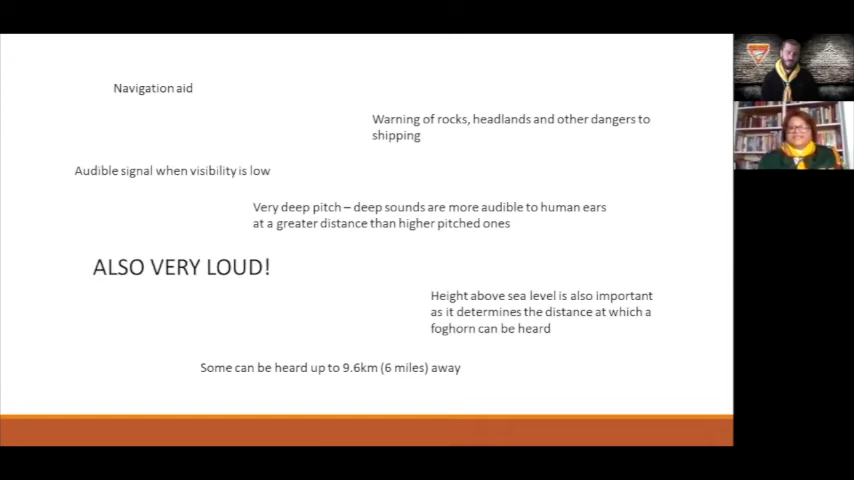 Navigation aid
Warning of rocks, headlands and other dangers to
shipping
Audible signal when visibility is low
Very deep pitch – deep sounds are more audible to human ears
at a greater distance than higher pitched ones
ALSO VERY LOUD!
Height above sea level is also important
as it determines the distance at which a
foghorn can be heard
Some can be heard up to 9.6km (6 miles) away